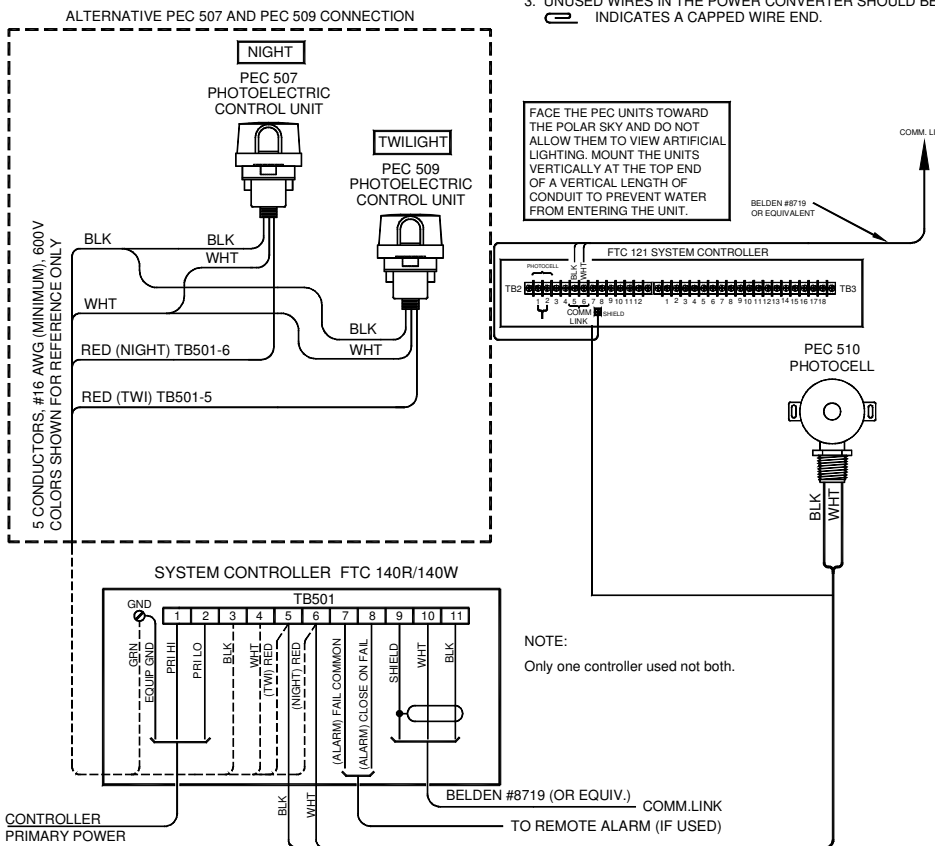 3. UNUSED WIRES IN THE POWER CONVERTER SHOULD BE
INDICATES A CAPPED WIRE END.
ALTERNATIVE PEC 507 AND PEC 509 CONNECTION
NIGHT
PEC 507
PHOTOELECTRIC
CONTROL UNIT
TWILIGHT
PEC 509
PHOTOELECTRIC
CONTROL UNIT
BLK
BLK
WHT
WHT
BLK
WHT
RED (NIGHT) TB501-6
RED (TWI) TB501-5
5 CONDUCTORS, #16 AWG (MINIMUM), 600V
COLORS SHOWN FOR REFERENCE ONLY
FACE THE PEC UNITS TOWARD
THE POLAR SKY AND DO NOT
ALLOW THEM TO VIEW ARTIFICIAL
LIGHTING. MOUNT THE UNITS
VERTICALLY AT THE TOP END
OF A VERTICAL LENGTH OF
CONDUIT TO PREVENT WATER
FROM ENTERING THE UNIT.
COMM. LI
BELDEN #8719
OR EQUIVALENT
FTC 121 SYSTEM CONTROLLER
PHOTOCELL
BLK
WHT
TB2
TB3
1 2 3 4 5 6 7 8 9 10 11 12
1 2 3 4 5 6 7 8 9 10 11 12 13 14 15 16 17 18
COMM
LINK
SHIELD
PEC 510
PHOTOCELL
BLK
WHT
SYSTEM CONTROLLER FTC 140R/140W
TB501
GND
1 2 3 4 5 6 7 8 9 10 11
GRN
EQUIP GND
PRI HI
PRI LO
BLK
WHT
(TWI) RED
(NIGHT) RED
(ALARM) FAIL COMMON
(ALARM) CLOSE ON FAIL
SHIELD
WHT
BLK
NOTE:
Only one controller used not both.
BLK
WHT
BELDEN #8719 (OR EQUIV.)
COMM.LINK
TO REMOTE ALARM (IF USED)
CONTROLLER
PRIMARY POWER